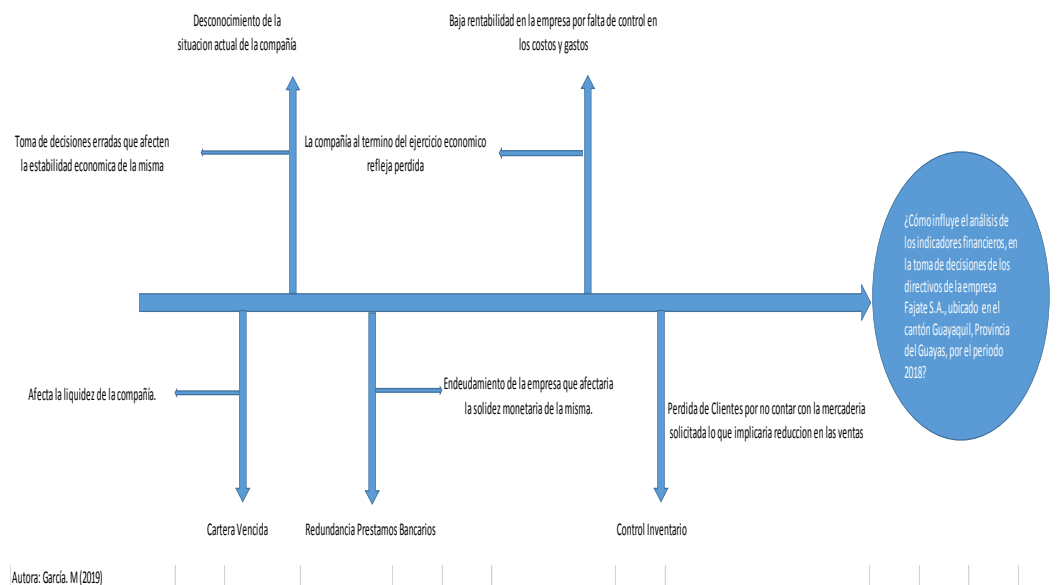 Desconocimiento de la
situacion actual de la compañía
Baja rentabilidad en la empresa por falta de control en
los costos y gastos
Toma de decisiones erradas que afecten
la estabilidad economica de la misma
La compañía al termino del ejercicio economico
refleja perdida
¿Cómo influye el análisis de
los indicadores financieros, en
la toma de decisiones de los
directivos de la empresa
Fajate S.A., ubicado en el
cantón Guayaquil, Provincia
del Guayas, por el periodo
2018?
Afecta la liquidez de la compañía.
Endeudamiento de la empresa que afectaria
la solidez monetaria de la misma.
Perdida de Clientes por no contar con la mercaderia
solicitada lo que implicaria reduccion en las ventas
Cartera Vencida
Redundancia Prestamos Bancarios
Control Inventario
Autora: García. M (2019)